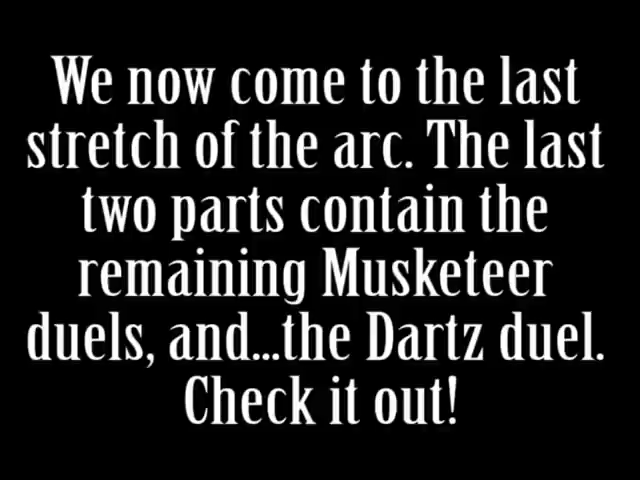 We now come to the last
stretch of the arc. The last
two parts contain the
remaining Musketeer
duels, and...the Dartz duel.
Check it out!